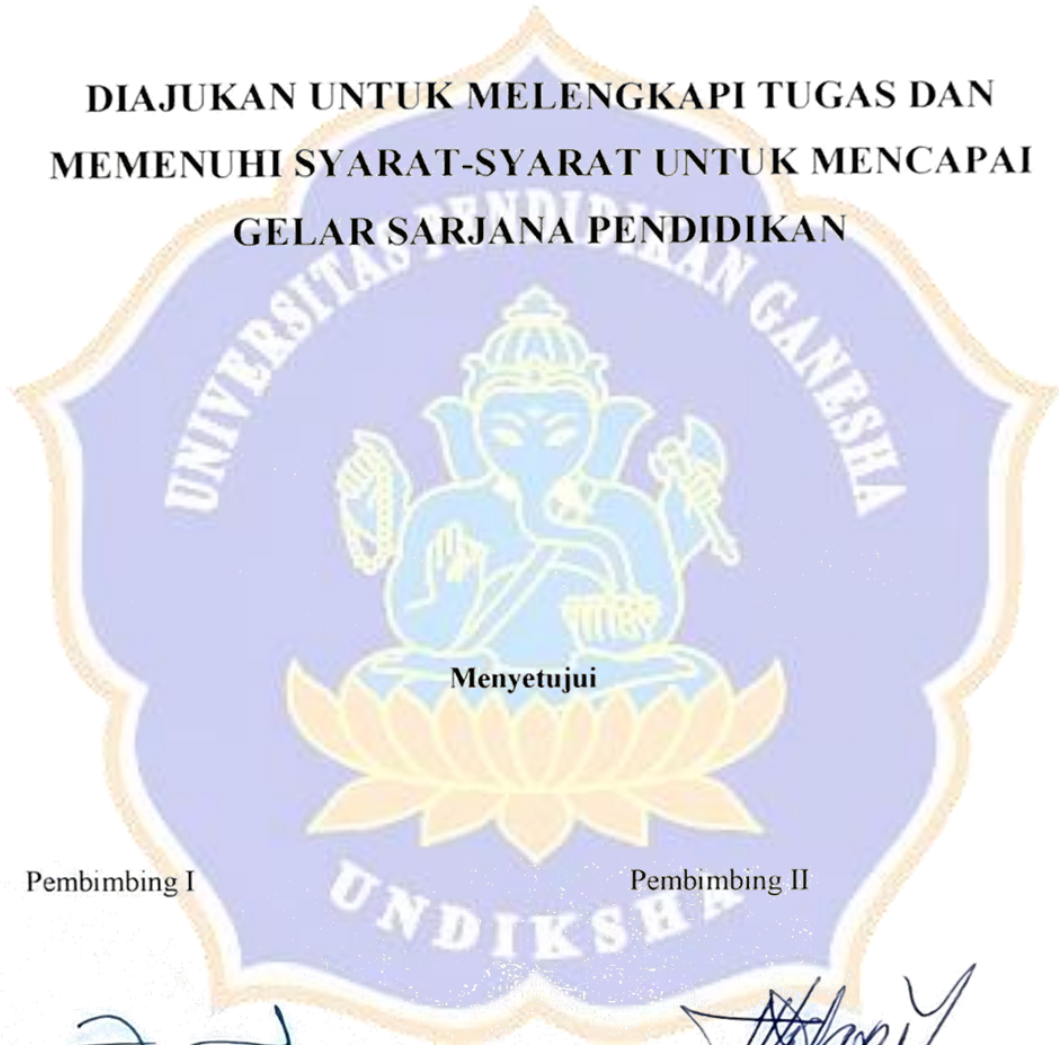 DIAJUKAN UNTUK MELENGKAPI TUGAS DAN
MEMENUHI SYARAT-SYARAT UNTUK MENCAPAI
GELAR SARJANA PENDIDIKAN
UNIVERSITAS PENDIDIKAN GANESHA
Menyetujui
Pembimbing I Pembimbing II
UNDIKSHA